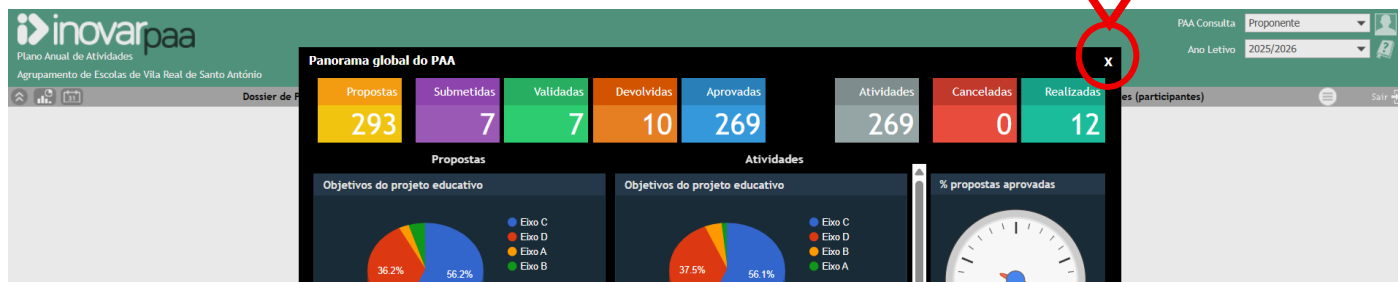 inovarpaa
Plano Anual de Atividades
Agrupamento de Escolas de Vila Real de Santo António
PAA Consulta Proponente
Ano Letivo 2025/2026
31
Dossier de P
es (participantes)
Sair
Panorama global do PAA
X
Propostas
293
Submetidas
7
Validadas
7
Devolvidas
10
Aprovadas
269
Atividades
269
Canceladas
0
Realizadas
12
Propostas
Objetivos do projeto educativo
36.2%
56.2%
Eixo C
Eixo D
Eixo A
Eixo B
Atividades
Objetivos do projeto educativo
37.5%
56.1%
Eixo C
Eixo D
Eixo B
Eixo A
% propostas aprovadas